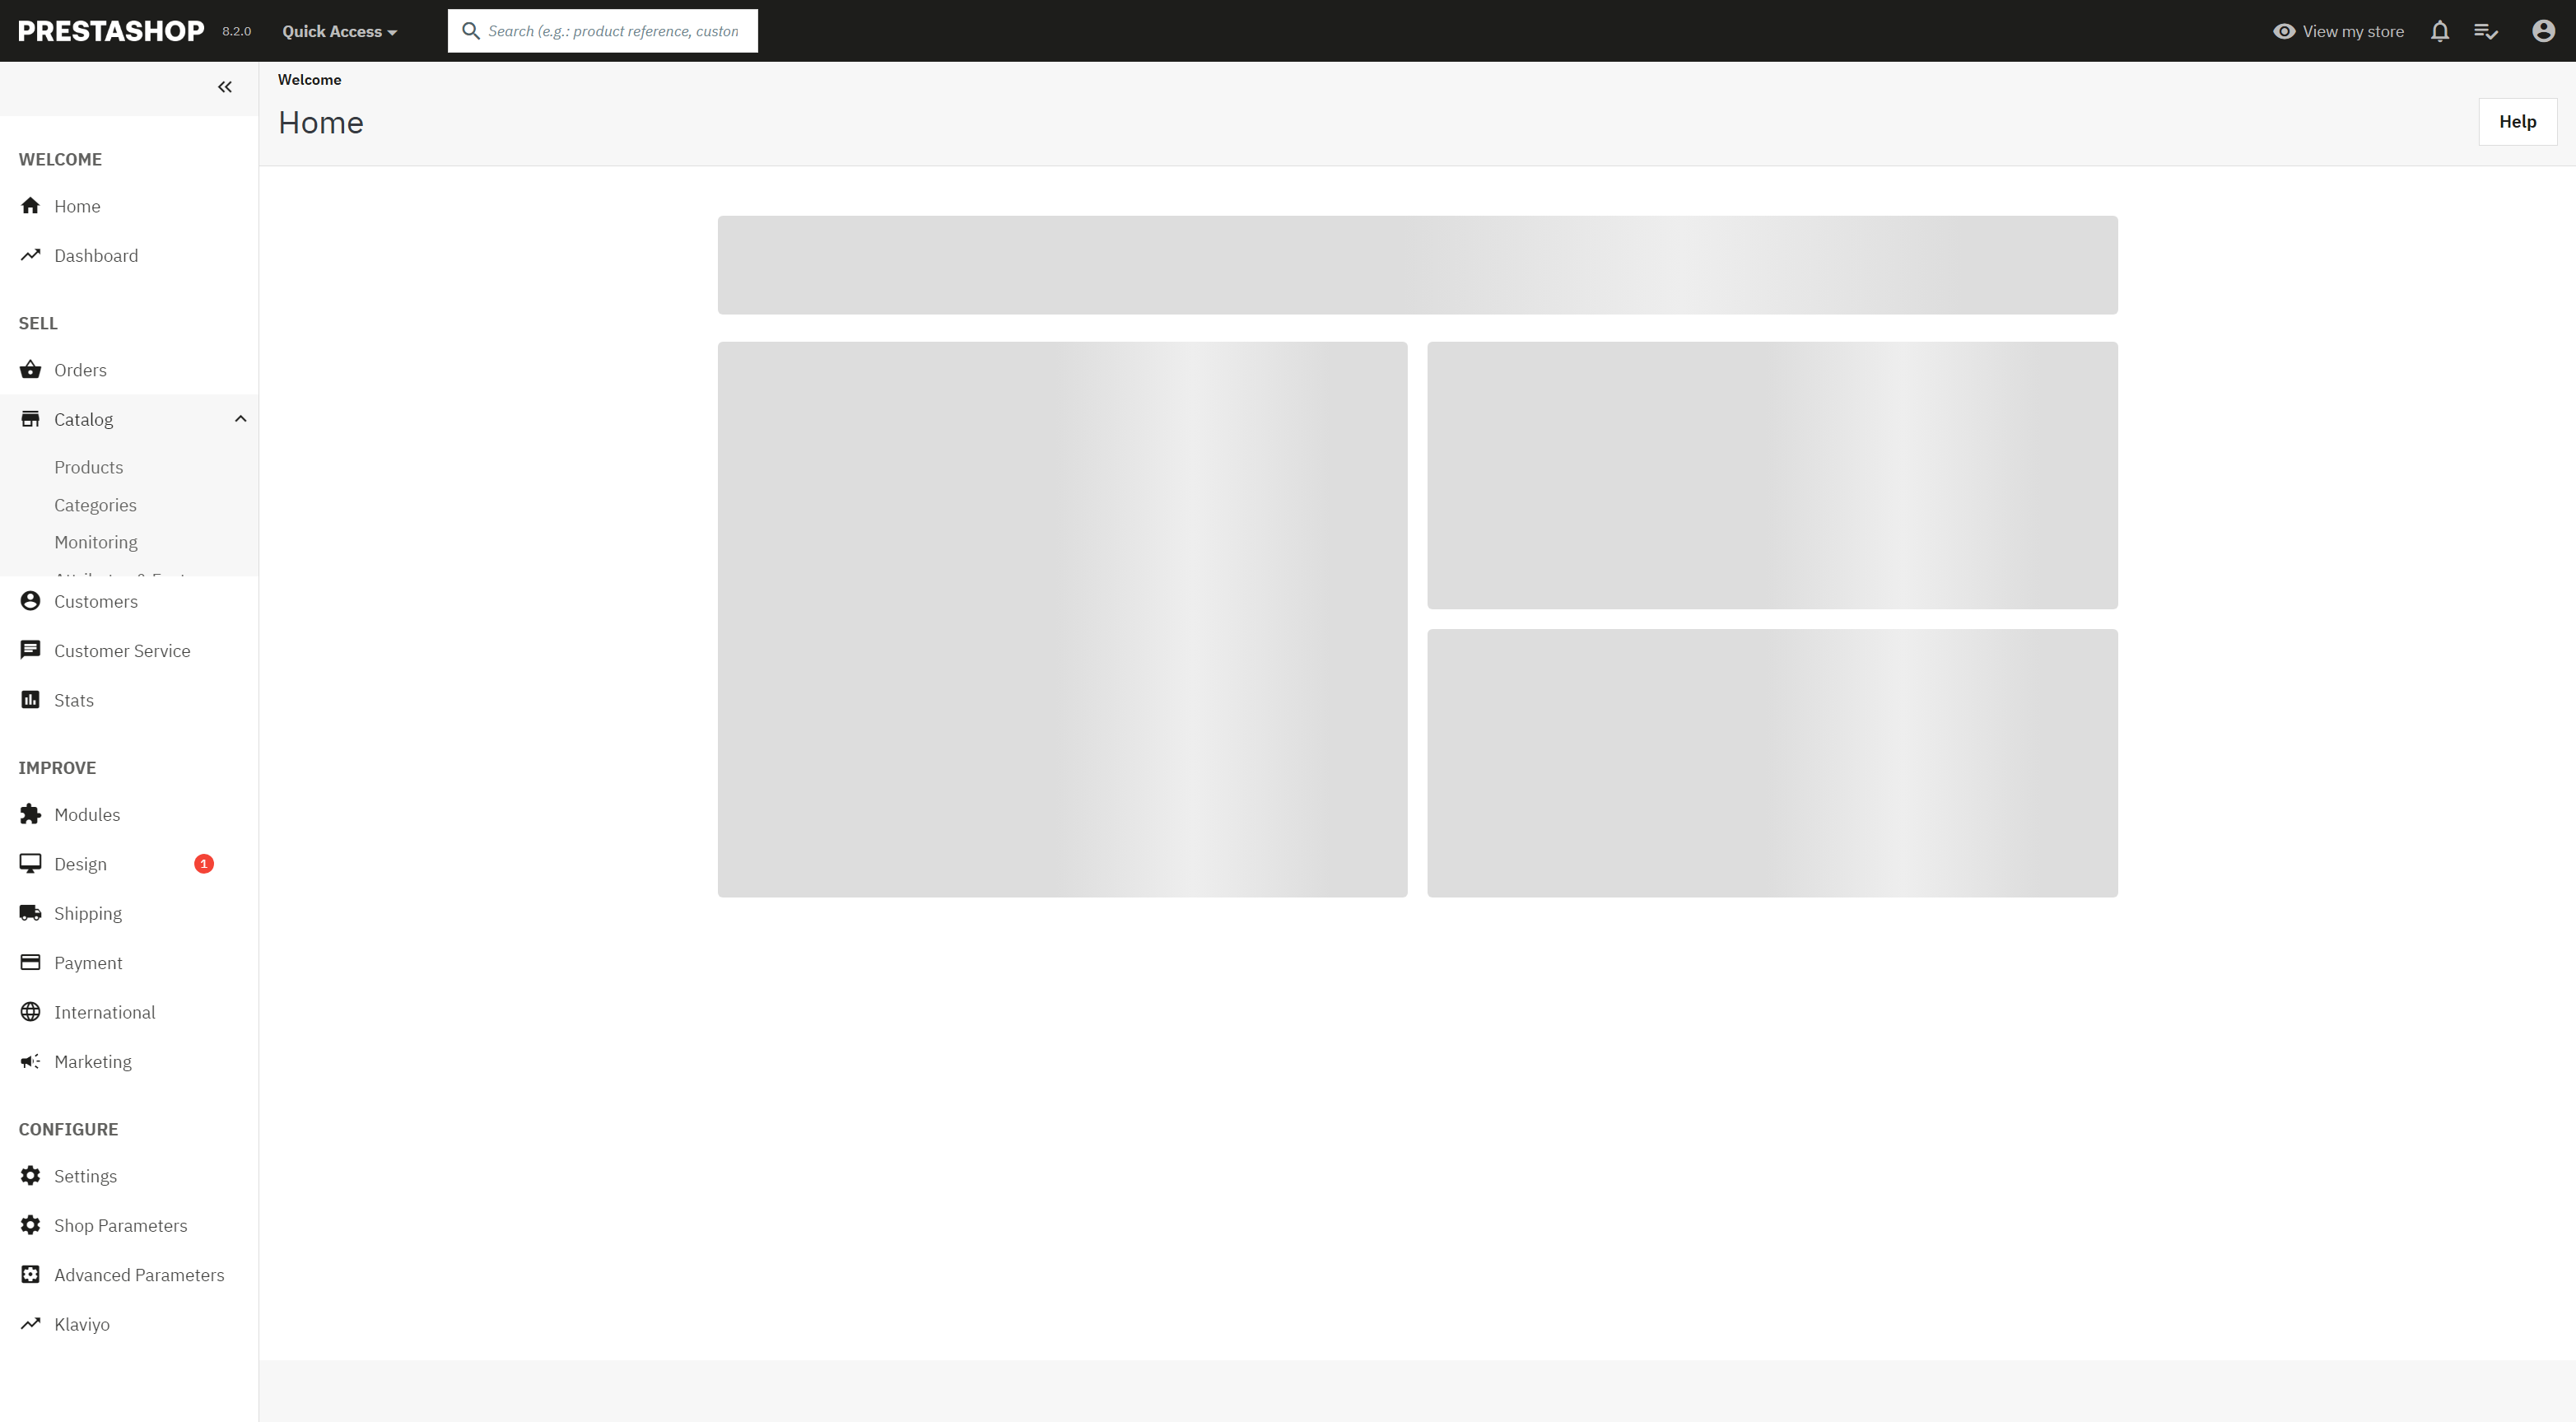 PRESTASHOP 8.2.0 Quick Access Search (e.g.: product reference, custon View my store
Welcome
Home
Help
WELCOME
Home
Dashboard
SELL
Orders
Catalog
Products
Categories
Monitoring
Customers
Customer Service
Stats
IMPROVE
Modules
Design 1
Shipping
Payment
International
Marketing
CONFIGURE
Settings
Shop Parameters
Advanced Parameters
Klaviyo